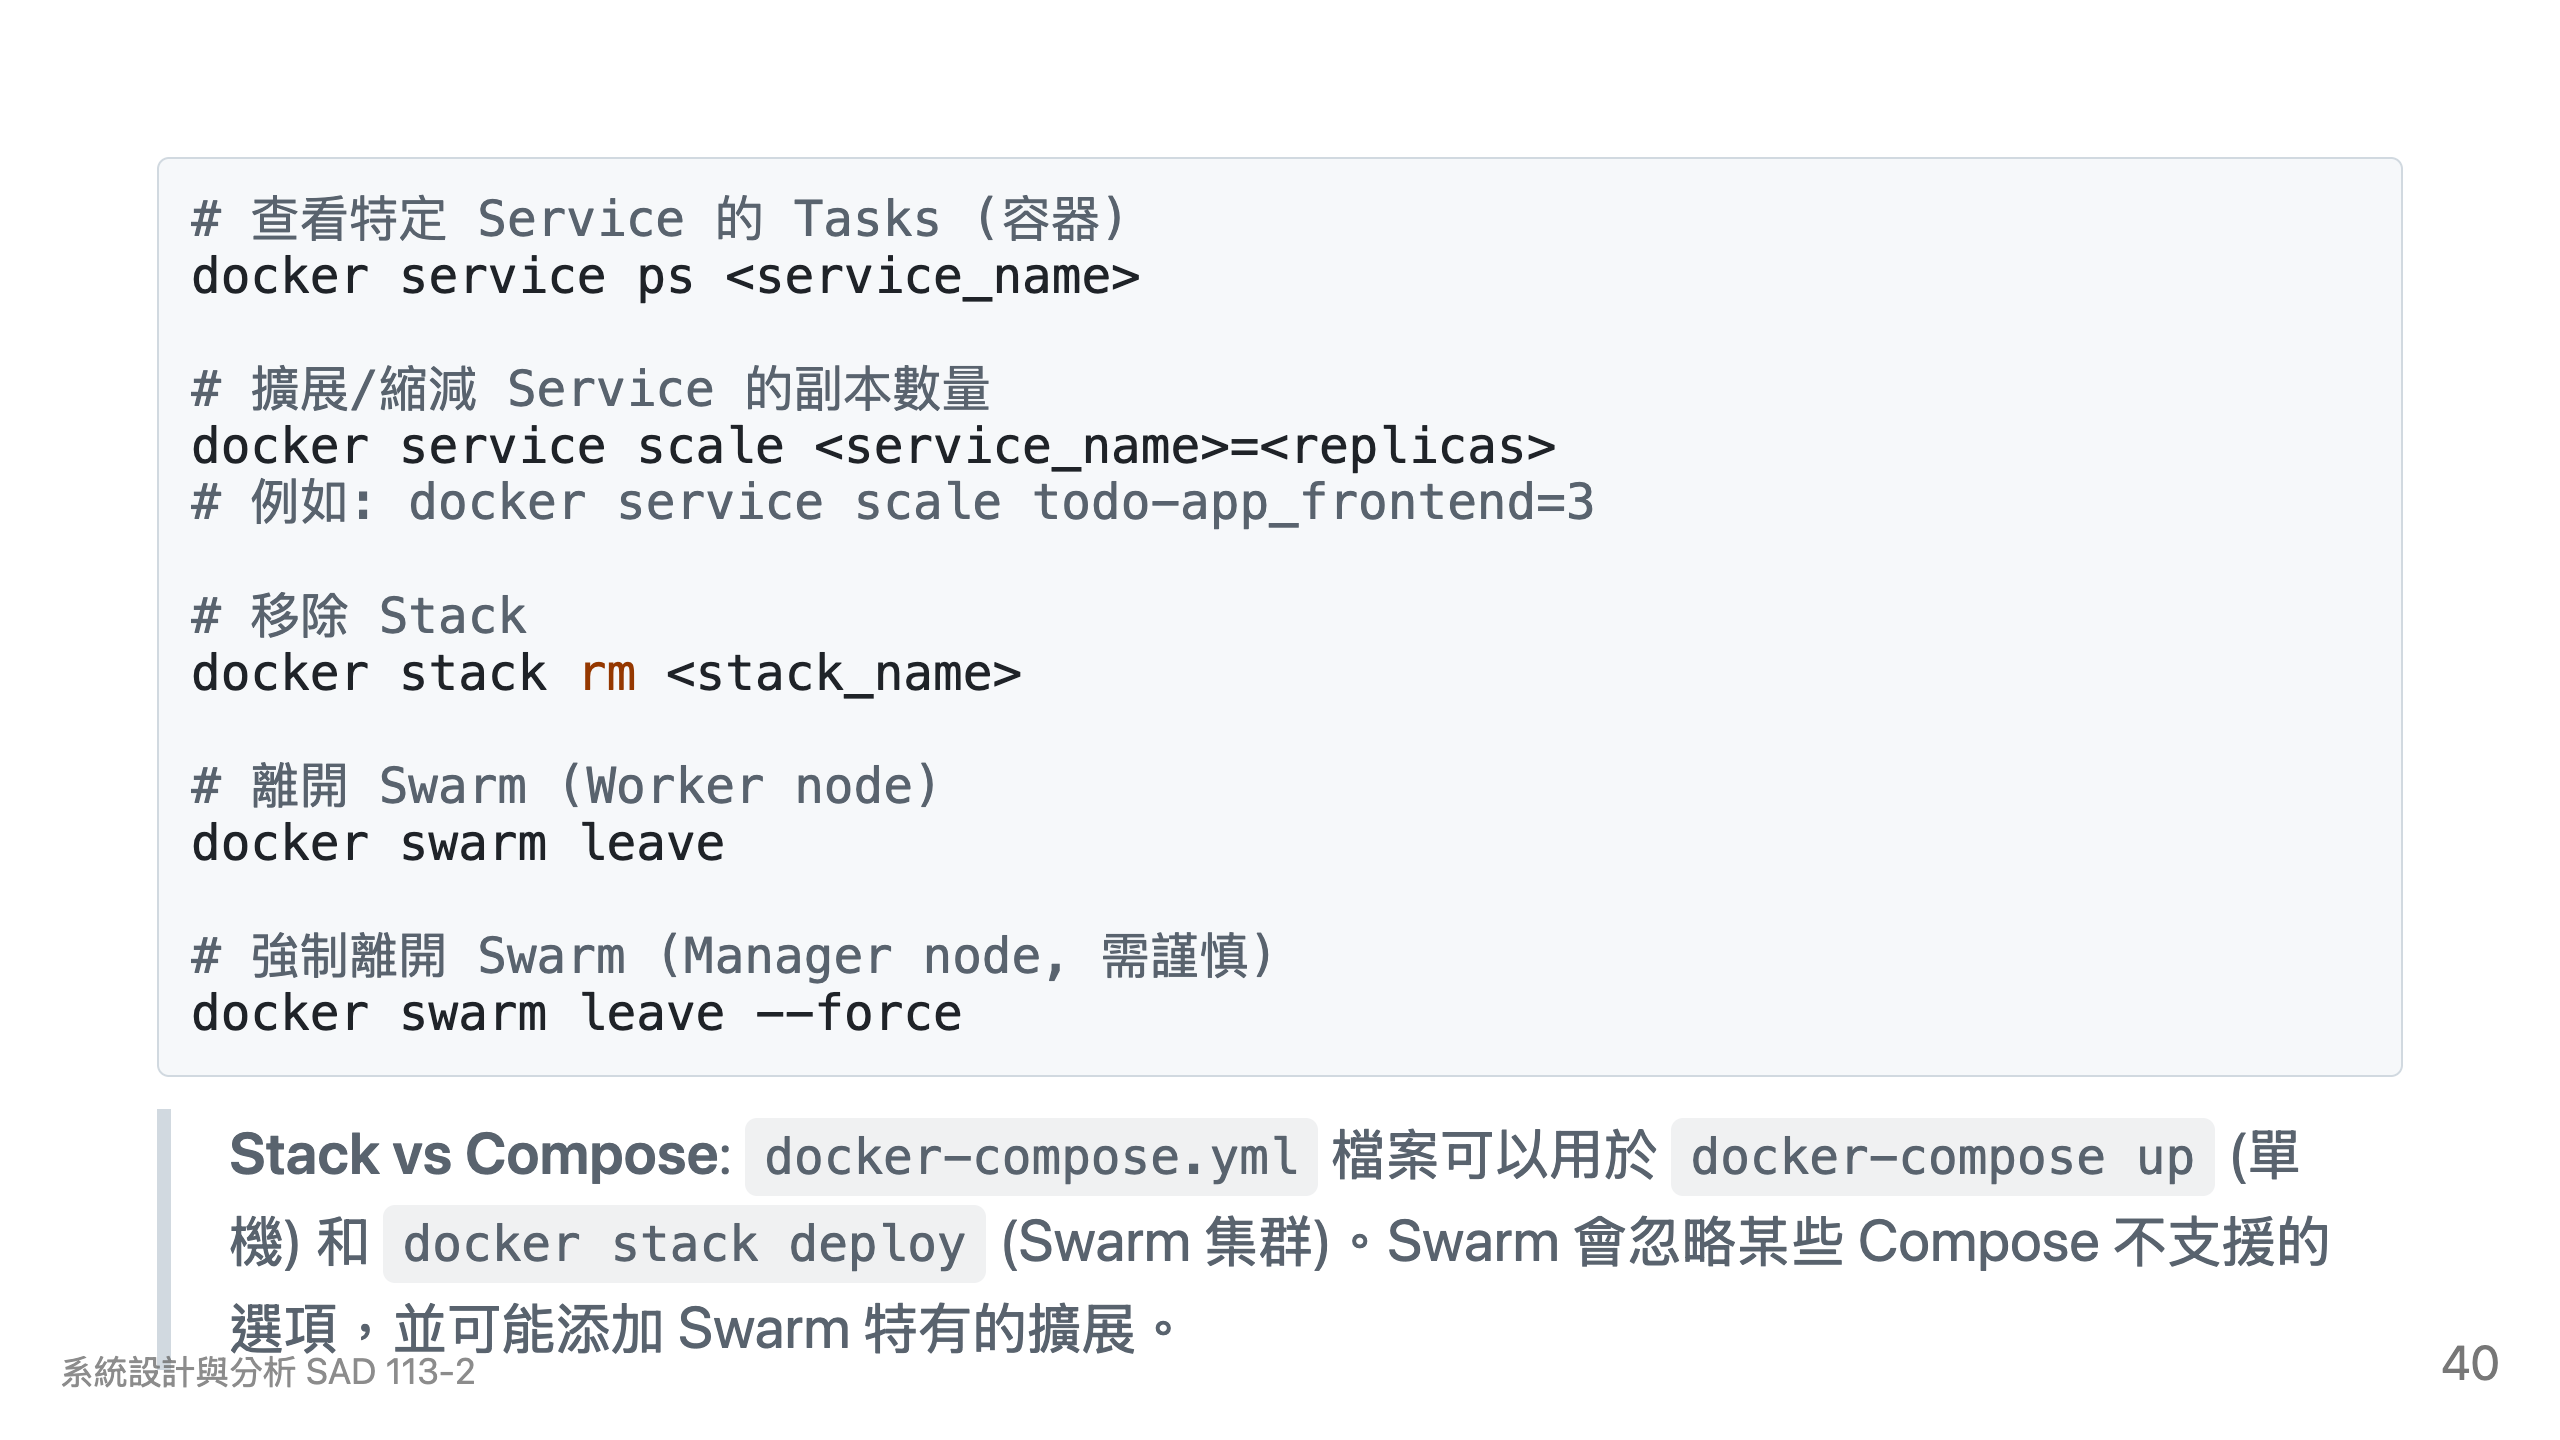 # 查看特定 Service 的 Tasks (容器)
docker service ps <service_name>
# 擴展/縮減 Service 的副本數量
docker service scale <service_name>=<replicas>
# 例如: docker service scale todo-app_frontend=3
# 移除 Stack
docker stack rm <stack_name>
# 離開 Swarm (Worker node)
docker swarm leave
# 強制離開 Swarm (Manager node, 需謹慎)
docker swarm leave --force
Stack vs Compose: docker-compose.yml 檔案可以用於 docker-compose up (單
機) 和 docker stack deploy (Swarm 集群)。Swarm 會忽略某些 Compose 不支援的
選項，並可能添加 Swarm 特有的擴展。
系統設計與分析 SAD 113-2
40